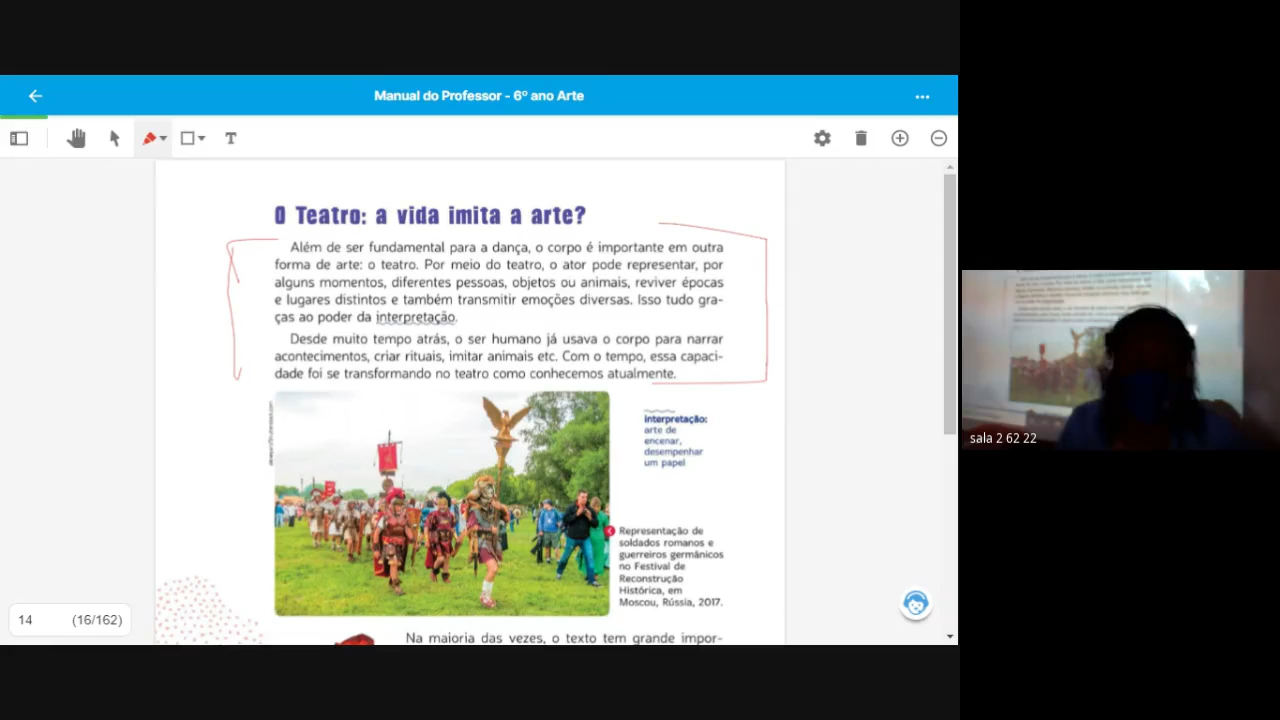 Manual do Professor - 6º ano Arte
T
O Teatro: a vida imita a arte?
Além de ser fundamental para a dança, o corpo é importante em outra
forma de arte: o teatro. Por meio do teatro, o ator pode representar, por
alguns momentos, diferentes pessoas, objetos ou animais, reviver épocas
e lugares distintos e também transmitir emoções diversas. Isso tudo gra-
ças ao poder da interpretação.
Desde muito tempo atrás, o ser humano já usava o corpo para narrar
acontecimentos, criar rituais, imitar animais etc. Com o tempo, essa capaci-
dade foi se transformando no teatro como conhecemos atualmente.
interpretação:
arte de
encenar,
desempenhar
um papel
Representação de
soldados romanos e
guerreiros germânicos
no Festival de
Reconstrução
Histórica, em
Moscou, Rússia, 2017.
Na maioria das vezes, o texto tem grande impor-
14 (16/162)
sala 2 62 22